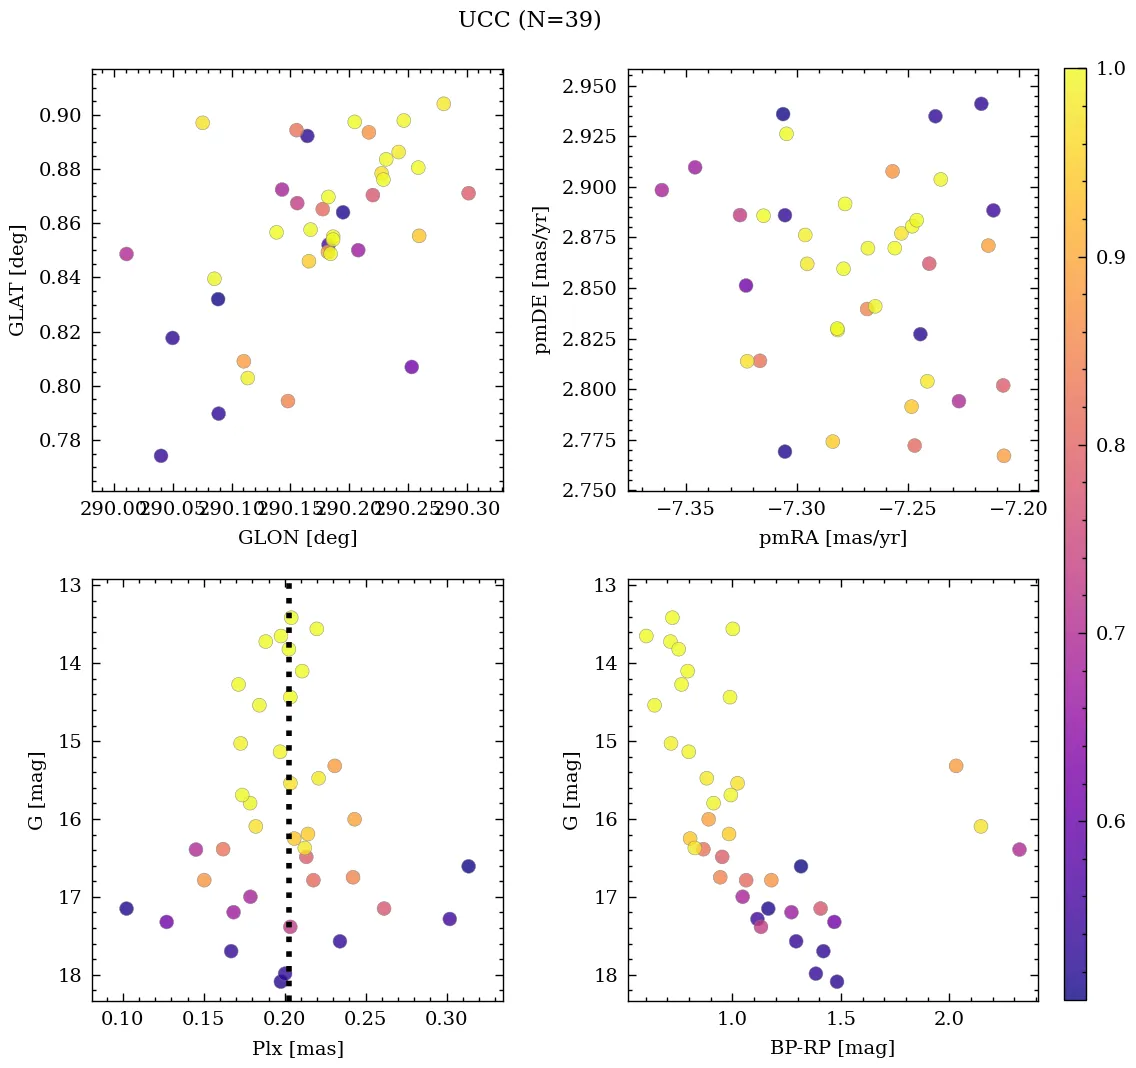 UCC (N=39)
0.90
0.88
0.86
0.84
0.82
0.80
0.78
GLAT [deg]
290.00 290.05 290.10 290.15 290.20 290.25 290.30
GLON [deg]
2.950
2.925
2.900
2.875
2.850
2.825
2.800
2.775
2.750
pmDE [mas/yr]
−7.35 −7.30 −7.25 −7.20
pmRA [mas/yr]
13
14
15
16
17
18
G [mag]
0.10 0.15 0.20 0.25 0.30
Plx [mas]
13
14
15
16
17
18
G [mag]
1.0 1.5 2.0
BP-RP [mag]
1.0
0.9
0.8
0.7
0.6